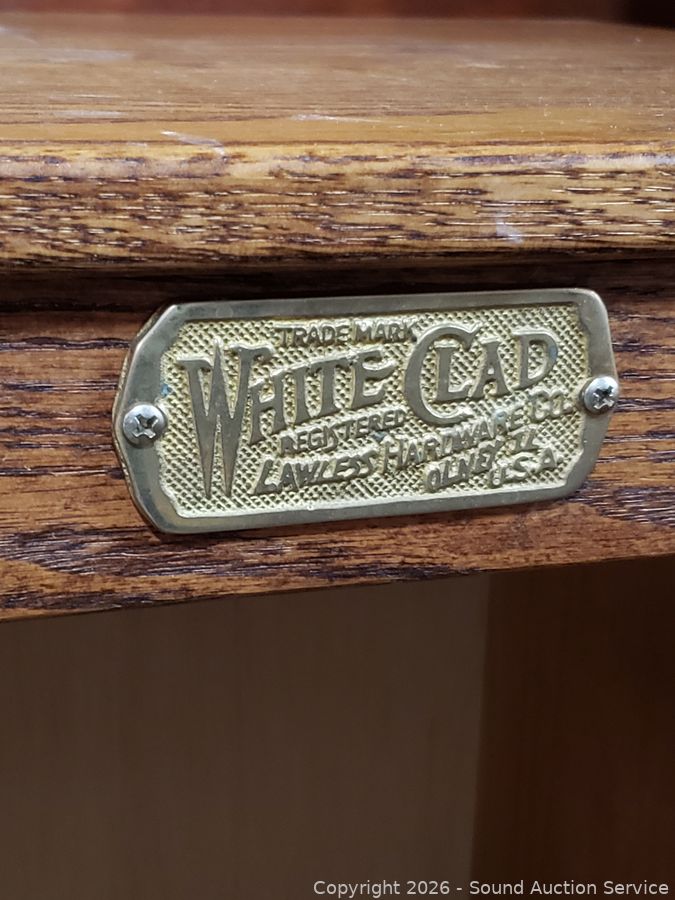 TRADE MARK
WHITE CLAD
REGISTERED
LAWLESS HARDWARE CO.
OLNEY IL
U.S.A.
Copyright 2026 - Sound Auction Service